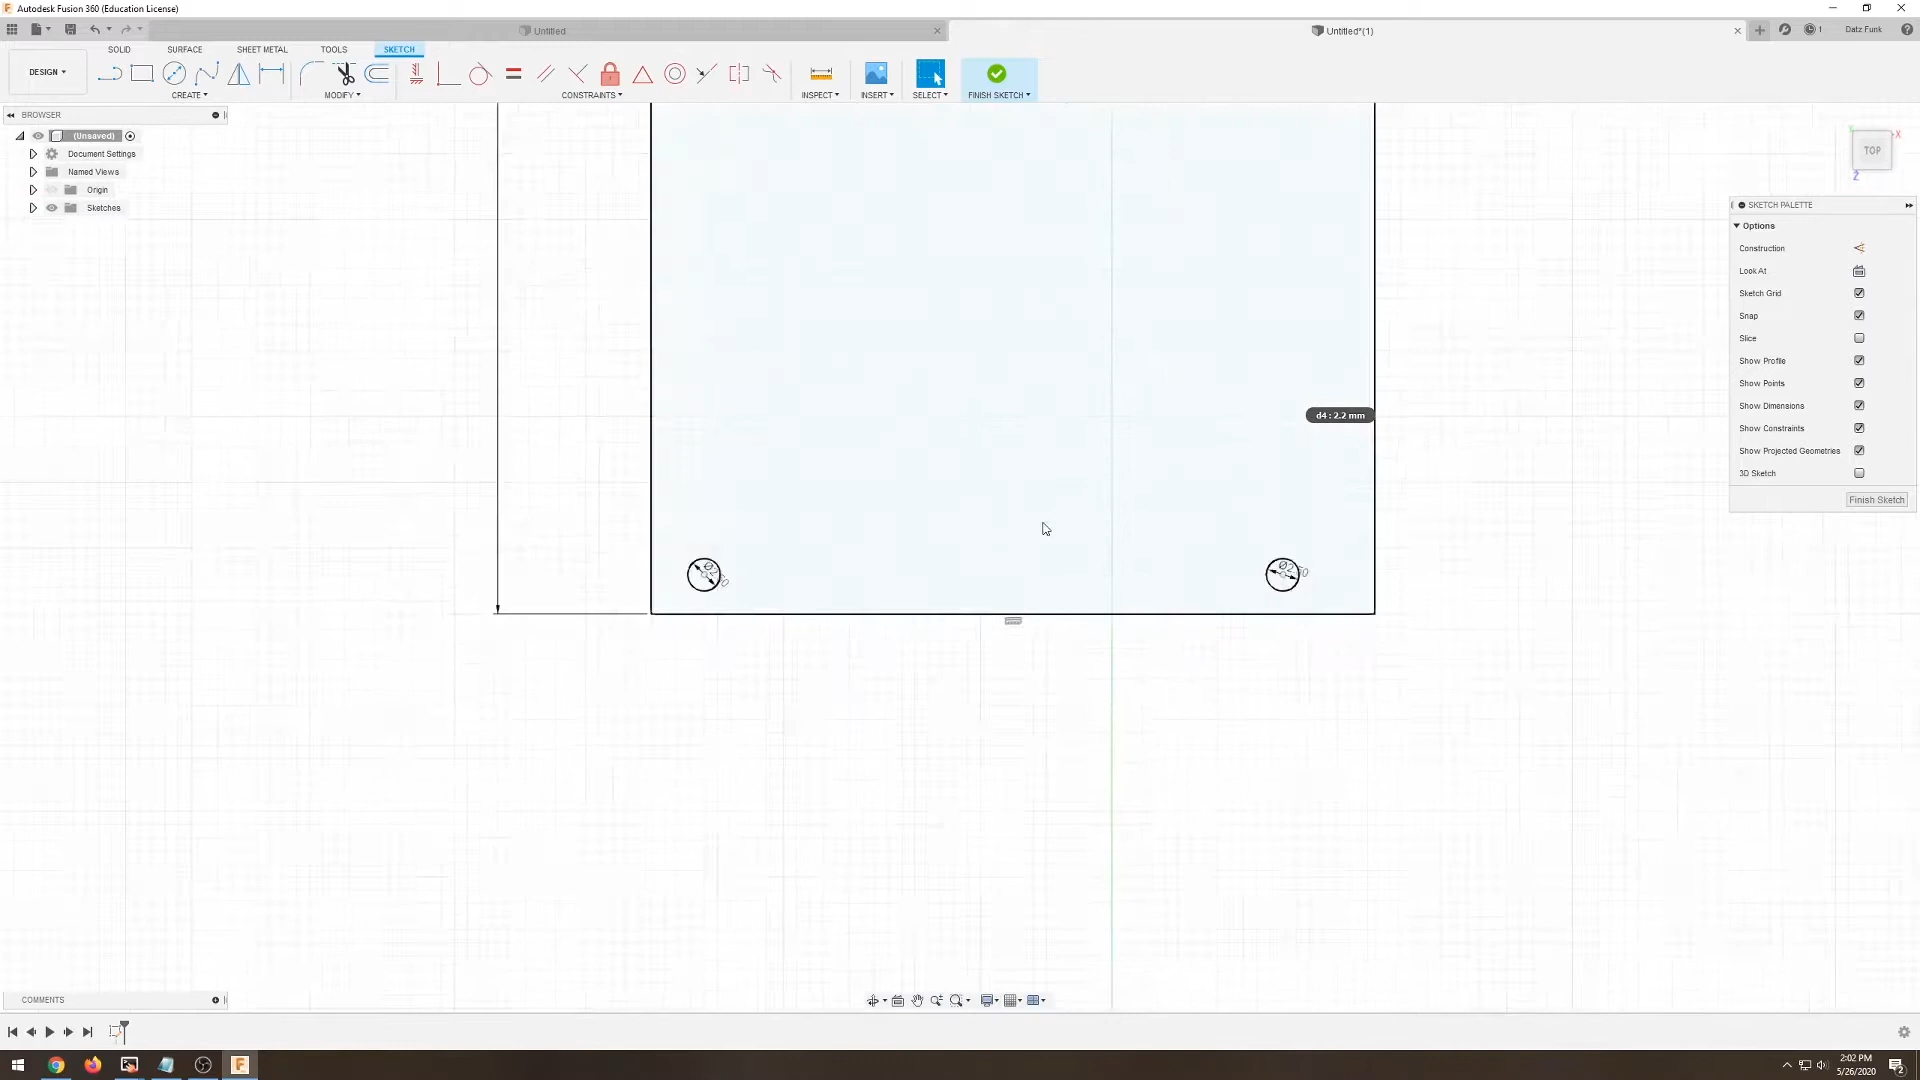 Autodesk Fusion 360 (Education License)
Untitled
Untitled*(1)
1
Datz Funk
DESIGN
SOLID
SURFACE
SHEET METAL
TOOLS
SKETCH
CREATE
MODIFY
CONSTRAINTS
INSPECT
INSERT
SELECT
FINISH SKETCH
BROWSER
(Unsaved)
Document Settings
Named Views
Origin
Sketches
TOP
X
Z
SKETCH PALETTE
Options
Construction
Look At
Sketch Grid
Snap
Slice
Show Profile
Show Points
Show Dimensions
Show Constraints
Show Projected Geometries
3D Sketch
Finish Sketch
d4 : 2.2 mm
COMMENTS
2:02 PM
5/26/2020
2